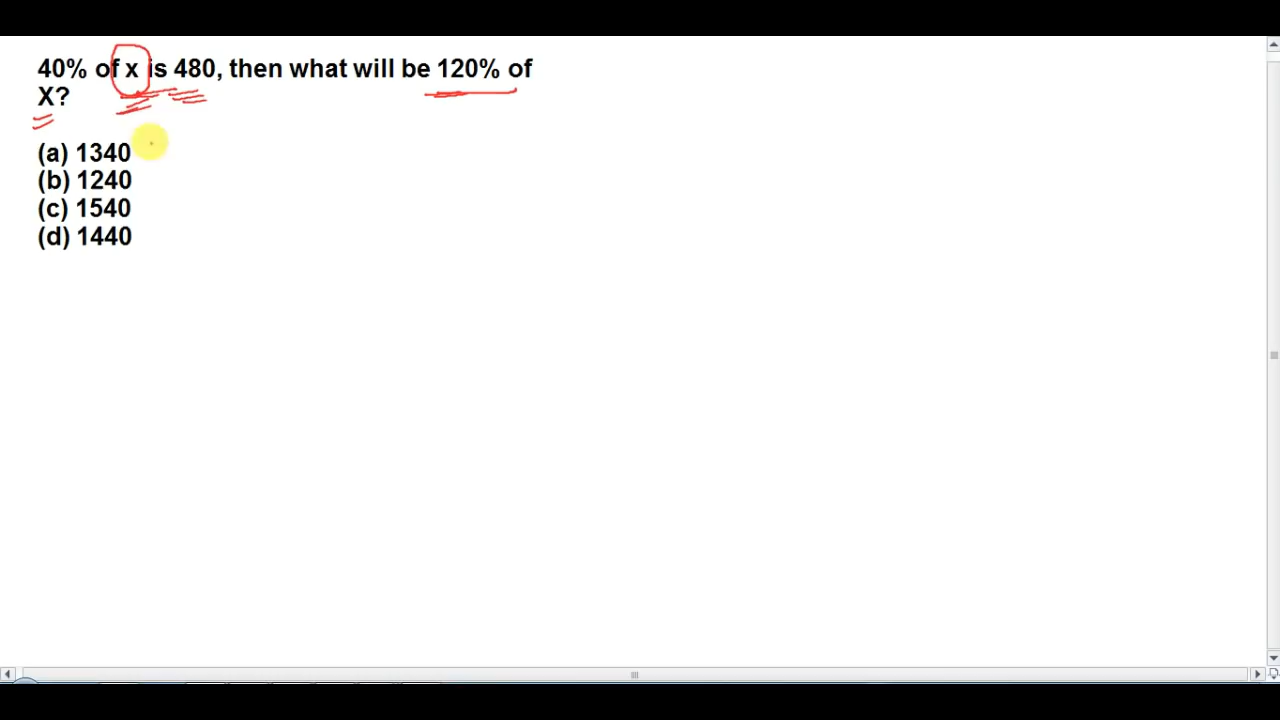 40% of x is 480, then what will be 120% of
X?
(a) 1340
(b) 1240
(c) 1540
(d) 1440